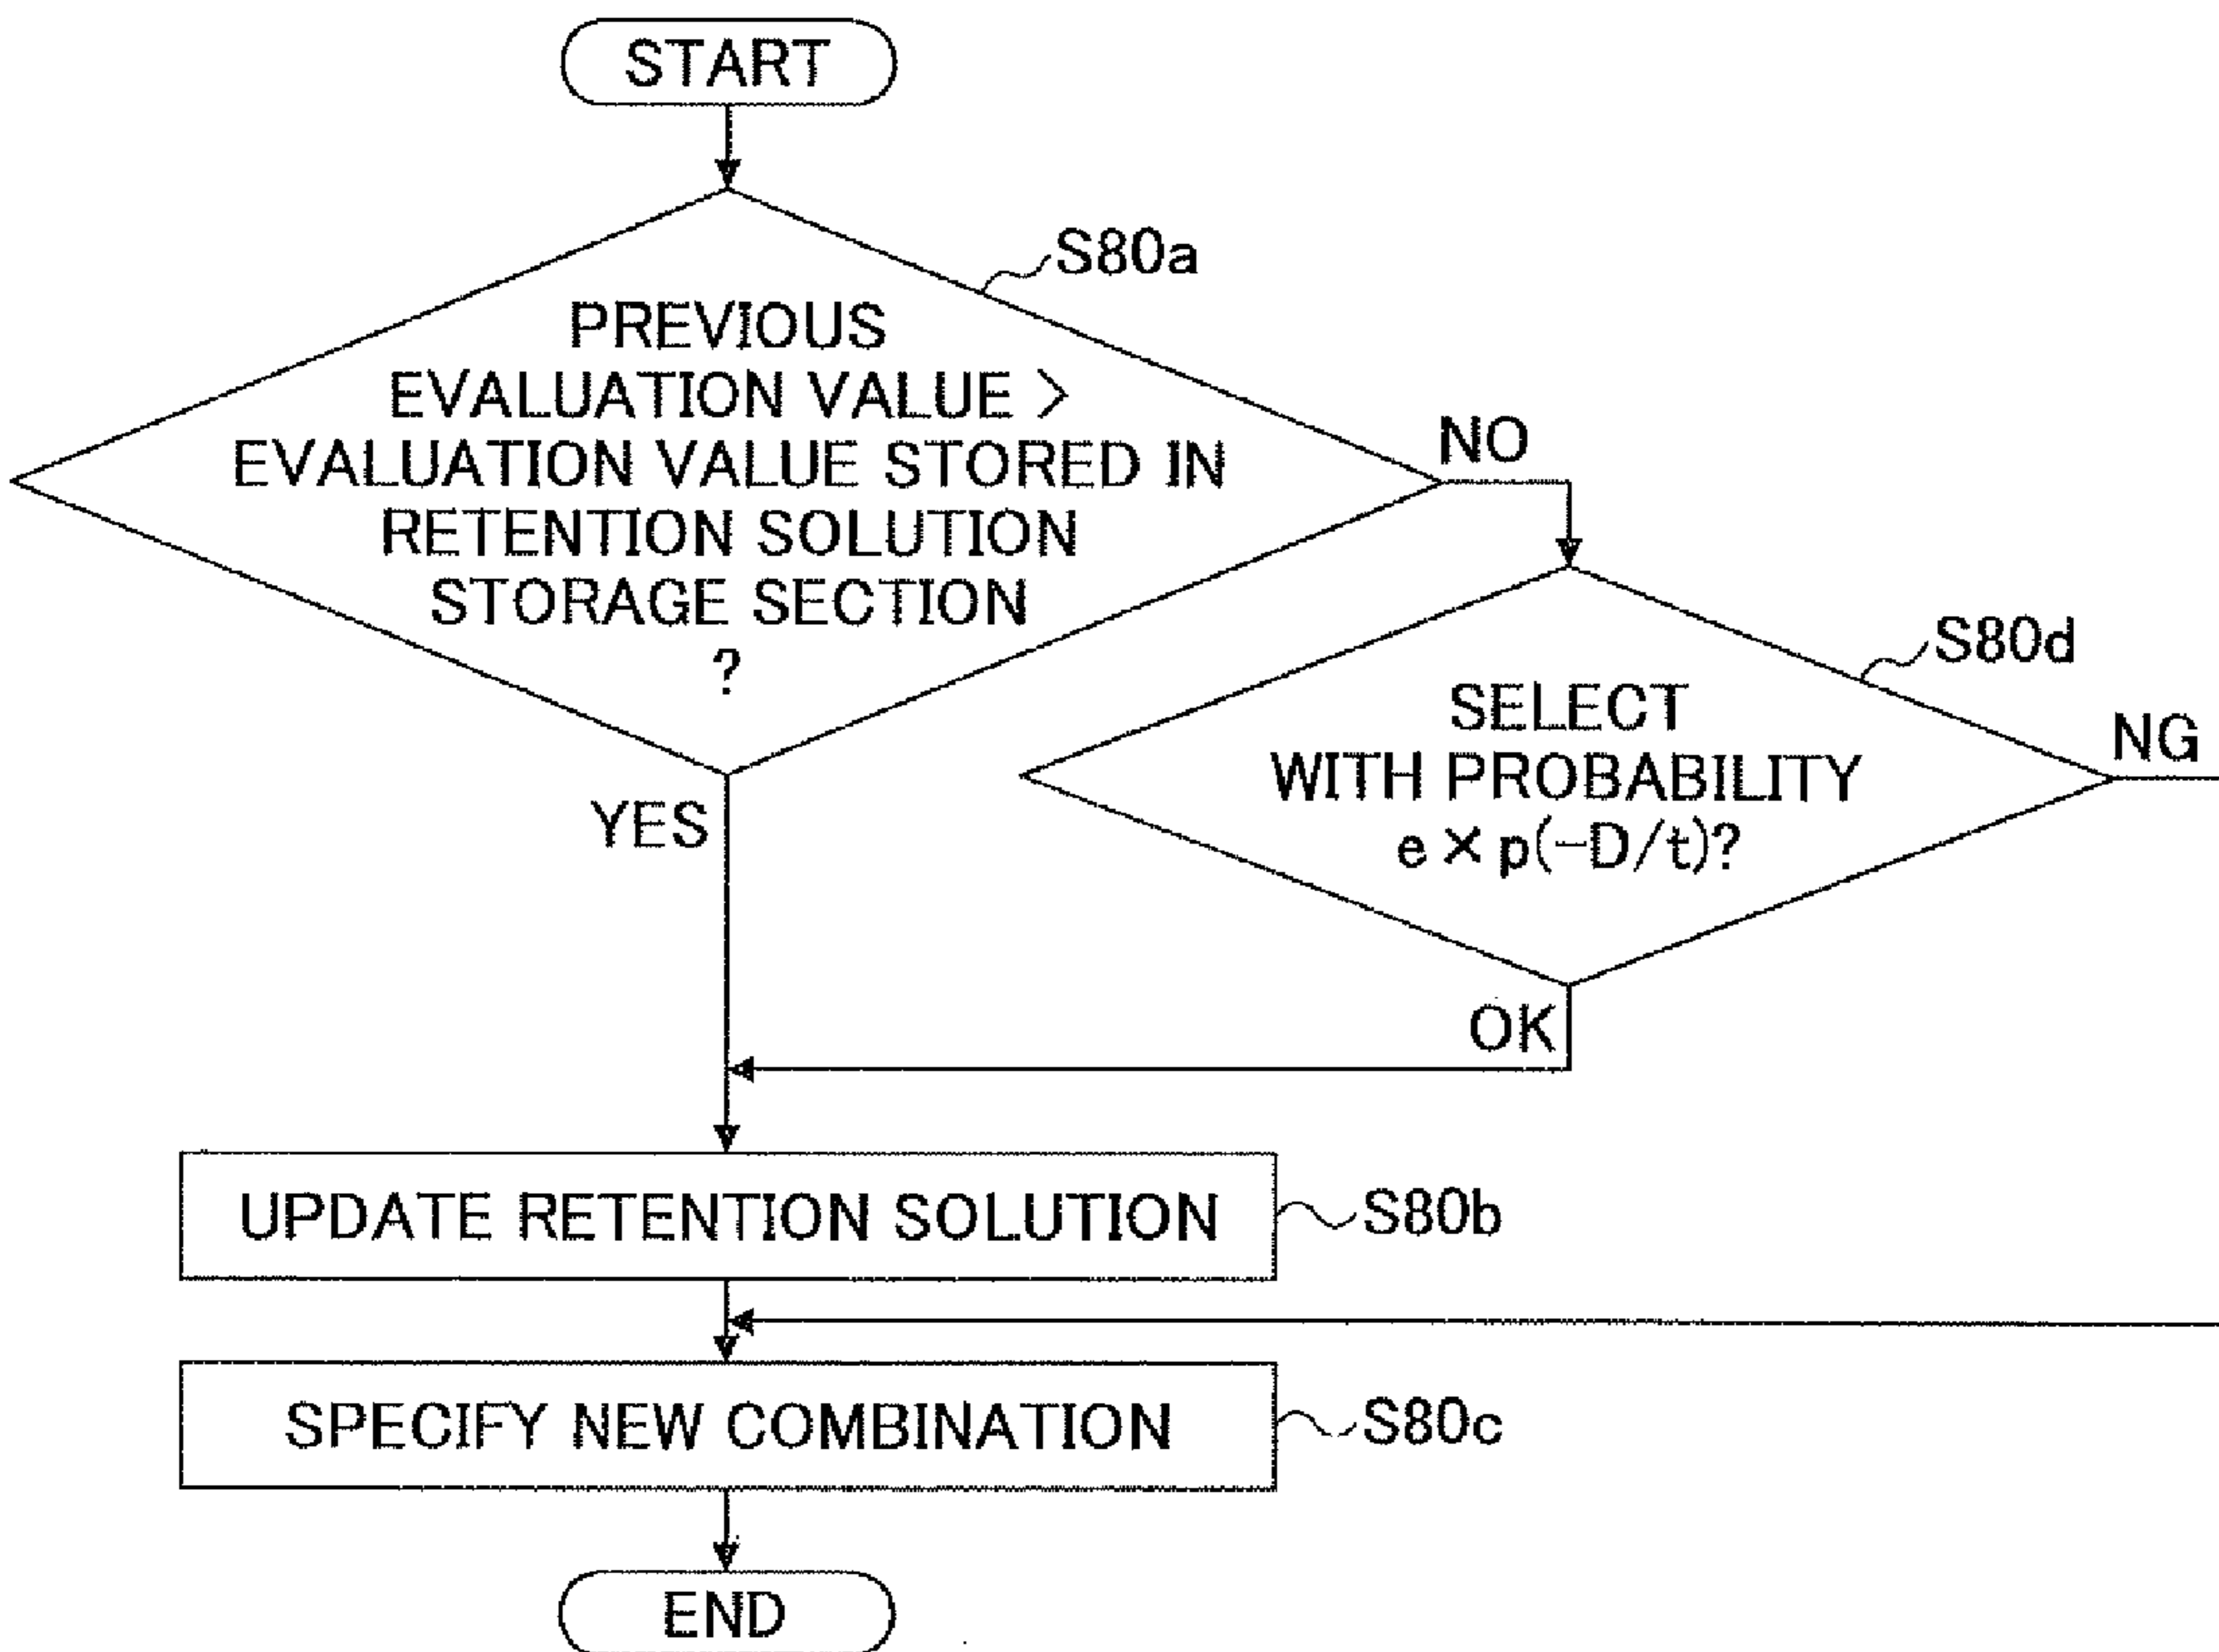 START
S80a
PREVIOUS
EVALUATION VALUE >
EVALUATION VALUE STORED IN
RETENTION SOLUTION
STORAGE SECTION
?
NO
YES
S80d
SELECT
WITH PROBABILITY
e × p(-D/t)?
NG
OK
UPDATE RETENTION SOLUTION
S80b
SPECIFY NEW COMBINATION
S80c
END